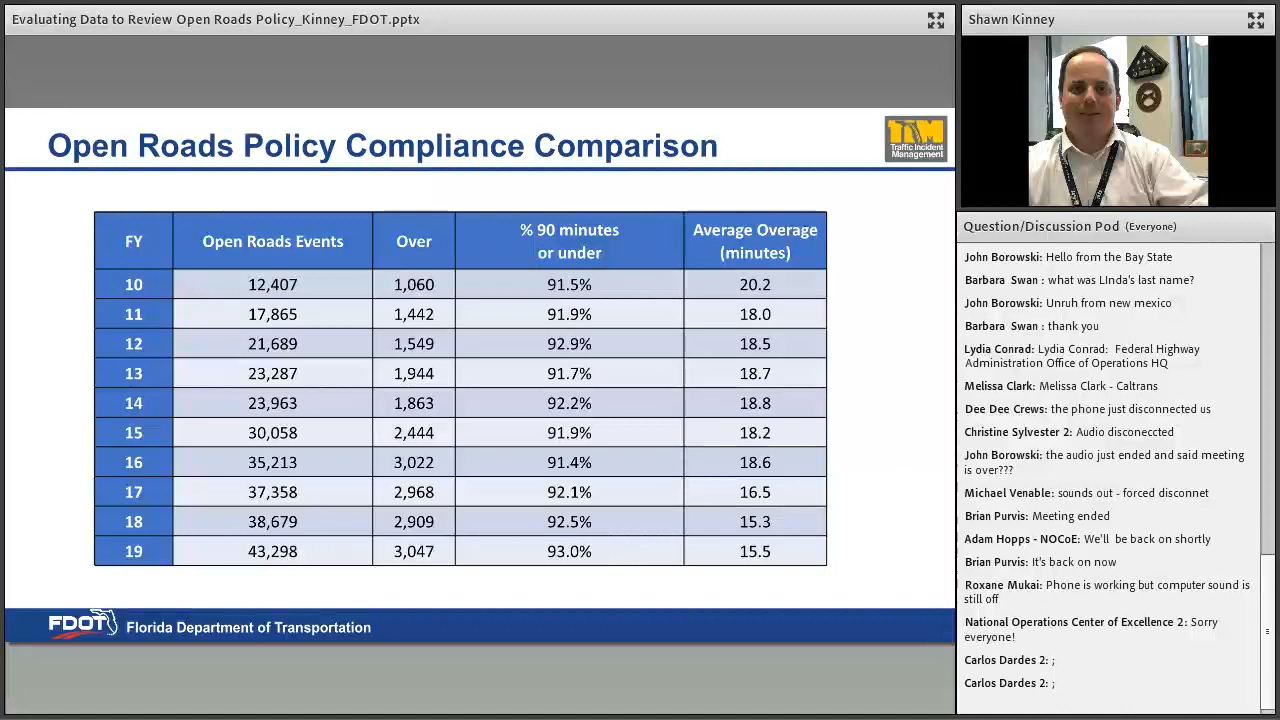 Evaluating Data to Review Open Roads Policy_Kinney_FDOT.pptx
Open Roads Policy Compliance Comparison
TIM
Traffic Incident
Management
FY Open Roads Events Over % 90 minutes or under Average Overage (minutes)
10 12,407 1,060 91.5% 20.2
11 17,865 1,442 91.9% 18.0
12 21,689 1,549 92.9% 18.5
13 23,287 1,944 91.7% 18.7
14 23,963 1,863 92.2% 18.8
15 30,058 2,444 91.9% 18.2
16 35,213 3,022 91.4% 18.6
17 37,358 2,968 92.1% 16.5
18 38,679 2,909 92.5% 15.3
19 43,298 3,047 93.0% 15.5
FDOT Florida Department of Transportation
Shawn Kinney
Question/Discussion Pod (Everyone)
John Borowski: Hello from the Bay State
Barbara Swan : what was LInda's last name?
John Borowski: Unruh from new mexico
Barbara Swan : thank you
Lydia Conrad: Lydia Conrad: Federal Highway
Administration Office of Operations HQ
Melissa Clark: Melissa Clark - Caltrans
Dee Dee Crews: the phone just disconnected us
Christine Sylvester 2: Audio disconeccted
John Borowski: the audio just ended and said meeting
is over???
Michael Venable: sounds out - forced disconnet
Brian Purvis: Meeting ended
Adam Hopps - NOCoE: We'll be back on shortly
Brian Purvis: It's back on now
Roxane Mukai: Phone is working but computer sound is
still off
National Operations Center of Excellence 2: Sorry
everyone!
Carlos Dardes 2: ;
Carlos Dardes 2: ;